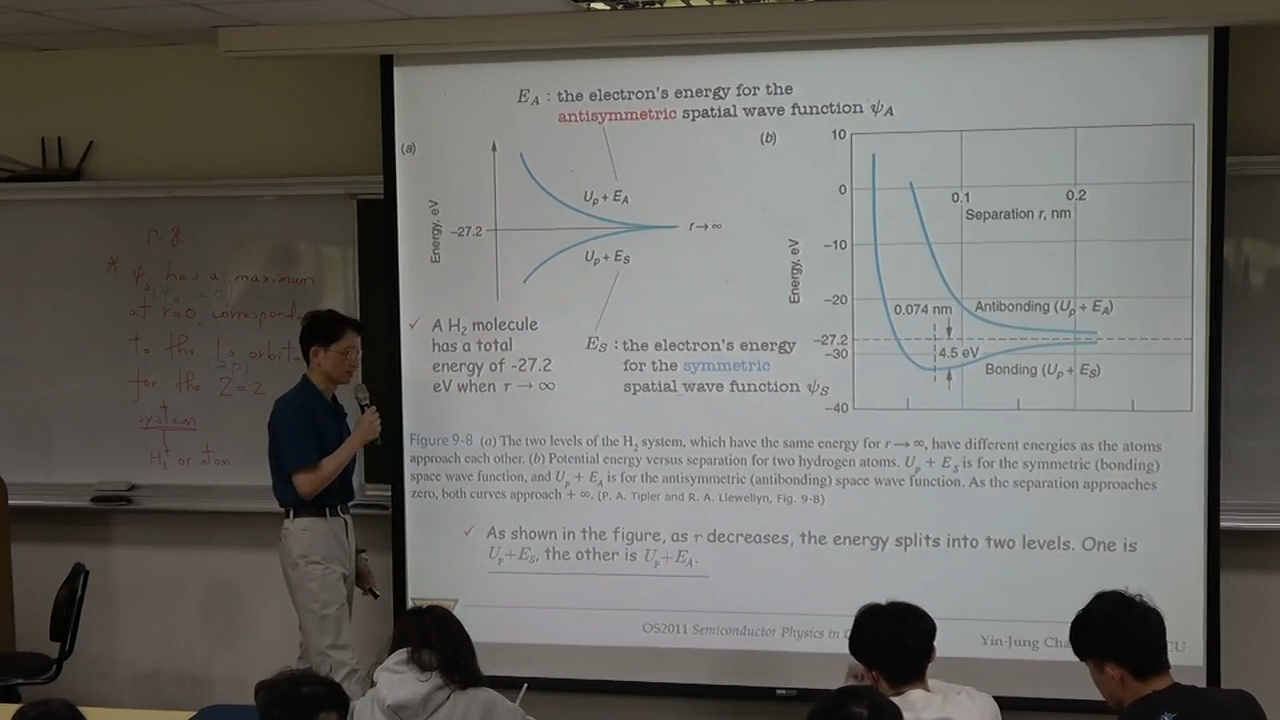 E_A : the electron's energy for the
antisymmetric spatial wave function ψ_A
(a)
Energy, eV
−27.2
U_p + E_A
r → ∞
U_p + E_S
✓ A H₂ molecule
has a total
energy of -27.2
eV when r → ∞
E_S : the electron's energy
for the symmetric
spatial wave function ψ_S
(b)
Energy, eV
10
0
−10
−20
−27.2
−30
−40
0.1
0.2
Separation r, nm
0.074 nm
Antibonding (U_p + E_A)
4.5 eV
Bonding (U_p + E_S)
Figure 9-8 (a) The two levels of the H₂ system, which have the same energy for r → ∞, have different energies as the atoms
approach each other. (b) Potential energy versus separation for two hydrogen atoms. U_p + E_S is for the symmetric (bonding)
space wave function, and U_p + E_A is for the antisymmetric (antibonding) space wave function. As the separation approaches
zero, both curves approach + ∞. (P. A. Tipler and R. A. Llewellyn, Fig. 9-8)
✓ As shown in the figure, as r decreases, the energy splits into two levels. One is
U_p+E_S, the other is U_p+E_A.
OS2011 Semiconductor Physics in
Yin-Jung
* ψ_S has a maximum
(ψ_A = 0)
at r=0, correspond
to the 1s orbit
(2p)
for the Z=2
system
H₂⁺ or atom